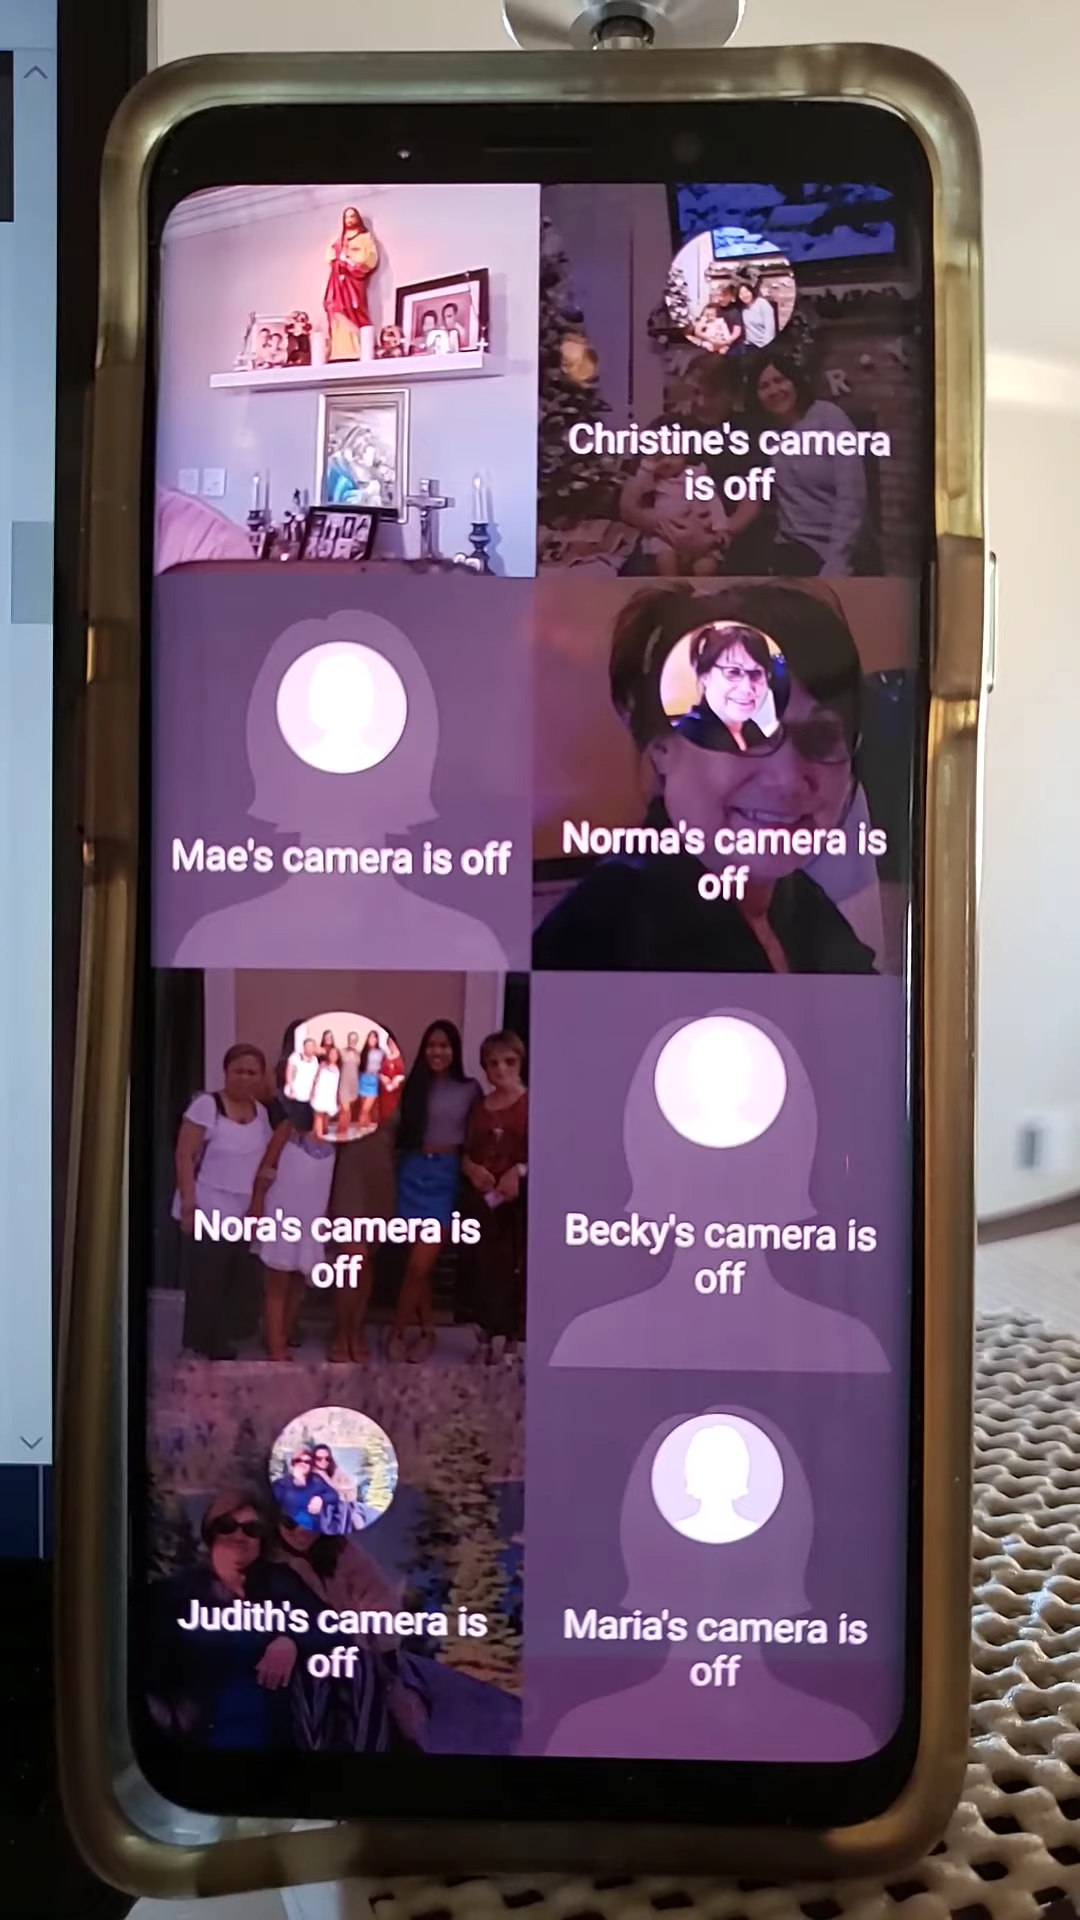 Christine's camera
is off
Mae's camera is off
Norma's camera is
off
Nora's camera is
off
Becky's camera is
off
Judith's camera is
off
Maria's camera is
off